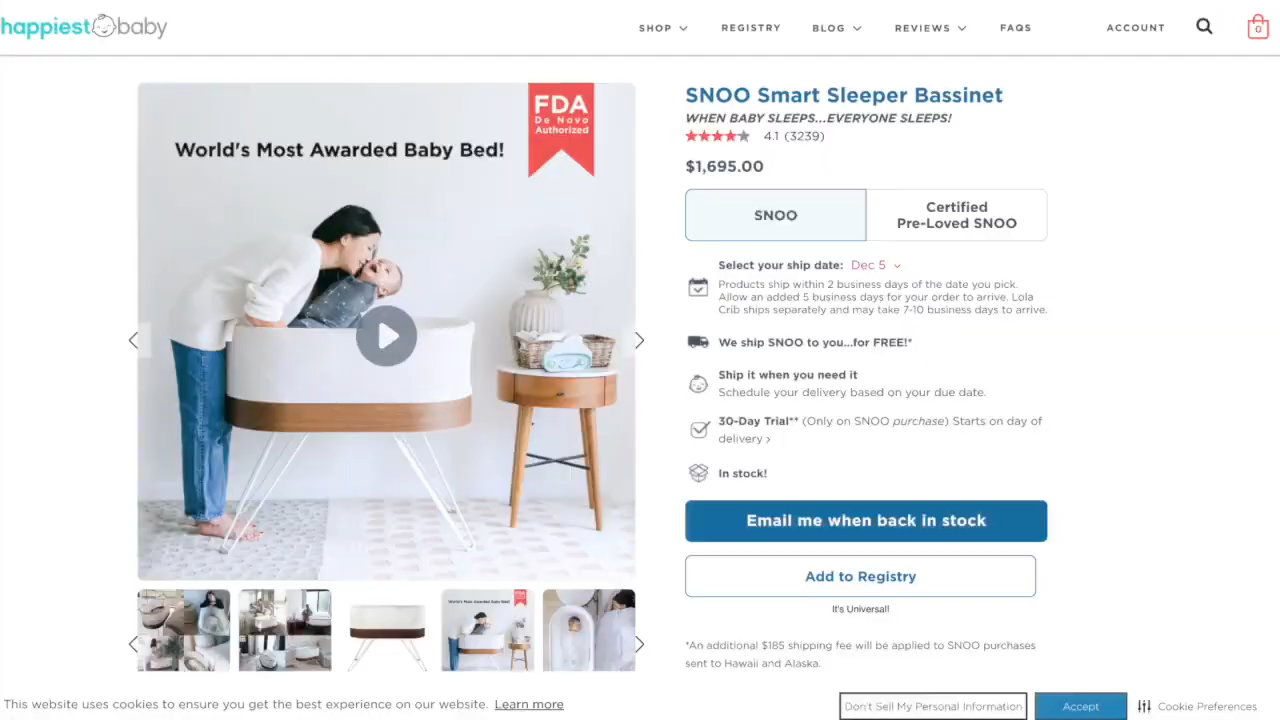 happiest baby
SHOP
REGISTRY
BLOG
REVIEWS
FAQS
ACCOUNT
0
FDA
De Novo
Authorized
World's Most Awarded Baby Bed!
SNOO Smart Sleeper Bassinet
WHEN BABY SLEEPS...EVERYONE SLEEPS!
4.1 (3239)
$1,695.00
SNOO
Certified
Pre-Loved SNOO
Select your ship date: Dec 5
Products ship within 2 business days of the date you pick.
Allow an added 5 business days for your order to arrive. Lola
Crib ships separately and may take 7-10 business days to arrive.
We ship SNOO to you...for FREE!*
Ship it when you need it
Schedule your delivery based on your due date.
30-Day Trial** (Only on SNOO purchase) Starts on day of
delivery >
In stock!
Email me when back in stock
Add to Registry
It's Universal!
World's Most Awarded Baby Bed!
*An additional $185 shipping fee will be applied to SNOO purchases
sent to Hawaii and Alaska.
This website uses cookies to ensure you get the best experience on our website. Learn more
Don't Sell My Personal Information
Accept
Cookie Preferences